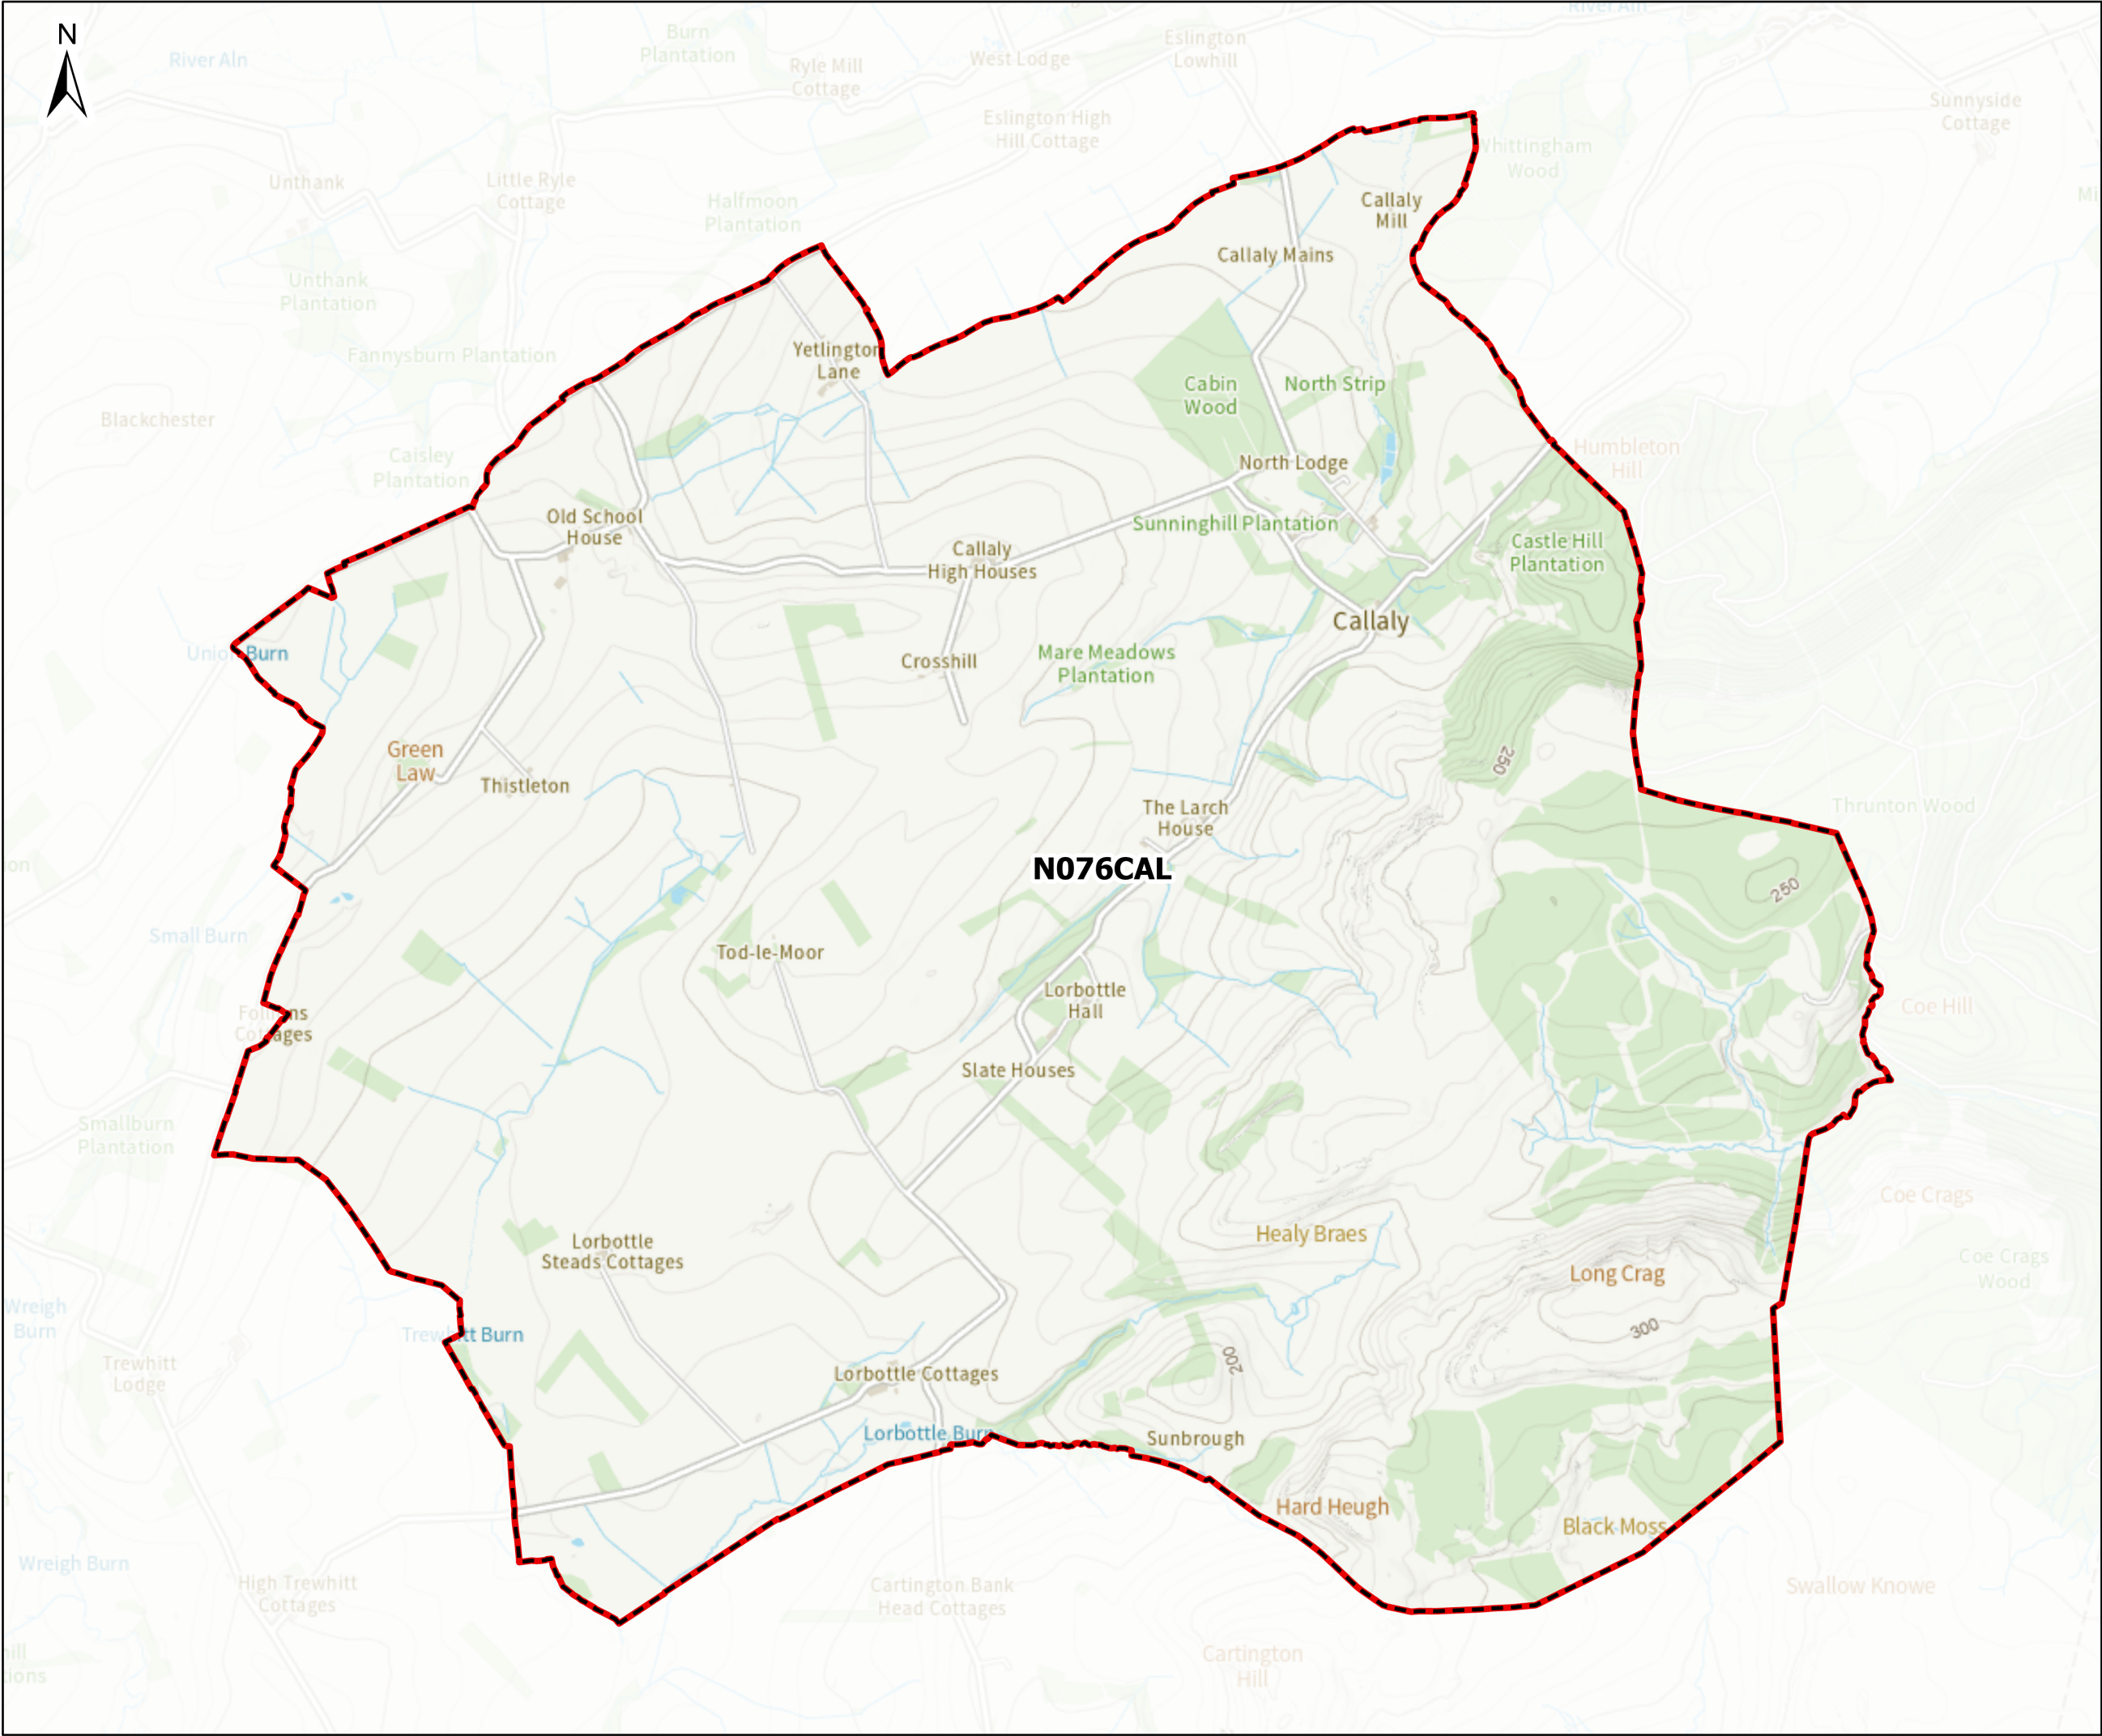 N
River Aln
River Aln
Burn
Plantation
Ryle Mill
Cottage
West Lodge
Eslington
Lowhill
Sunnyside
Cottage
Eslington High
Hill Cottage
Whittingham
Wood
Unthank
Little Ryle
Cottage
Halfmoon
Plantation
Callaly
Mill
Callaly Mains
Unthank
Plantation
Fannysburn Plantation
Yetlington
Lane
Cabin
Wood
North Strip
Blackchester
Caisley
Plantation
North Lodge
Humbleton
Hill
Old School
House
Sunninghill Plantation
Callaly
High Houses
Castle Hill
Plantation
Callaly
Union Burn
Crosshill
Mare Meadows
Plantation
Green
Law
Thistleton
250
The Larch
House
Thrunton Wood
N076CAL
250
Small Burn
Tod-le-Moor
Lorbottle
Hall
Coe Hill
Follions
Cottages
Slate Houses
Smallburn
Plantation
Coe Crags
Healy Braes
Lorbottle
Steads Cottages
Long Crag
Coe Crags
Wood
Wreigh
Burn
Trewhitt Burn
300
200
Trewhitt
Lodge
Lorbottle Cottages
Lorbottle Burn
Sunbrough
Hard Heugh
Black Moss
Wreigh Burn
High Trewhitt
Cottages
Cartington Bank
Head Cottages
Swallow Knowe
Cartington
Hill